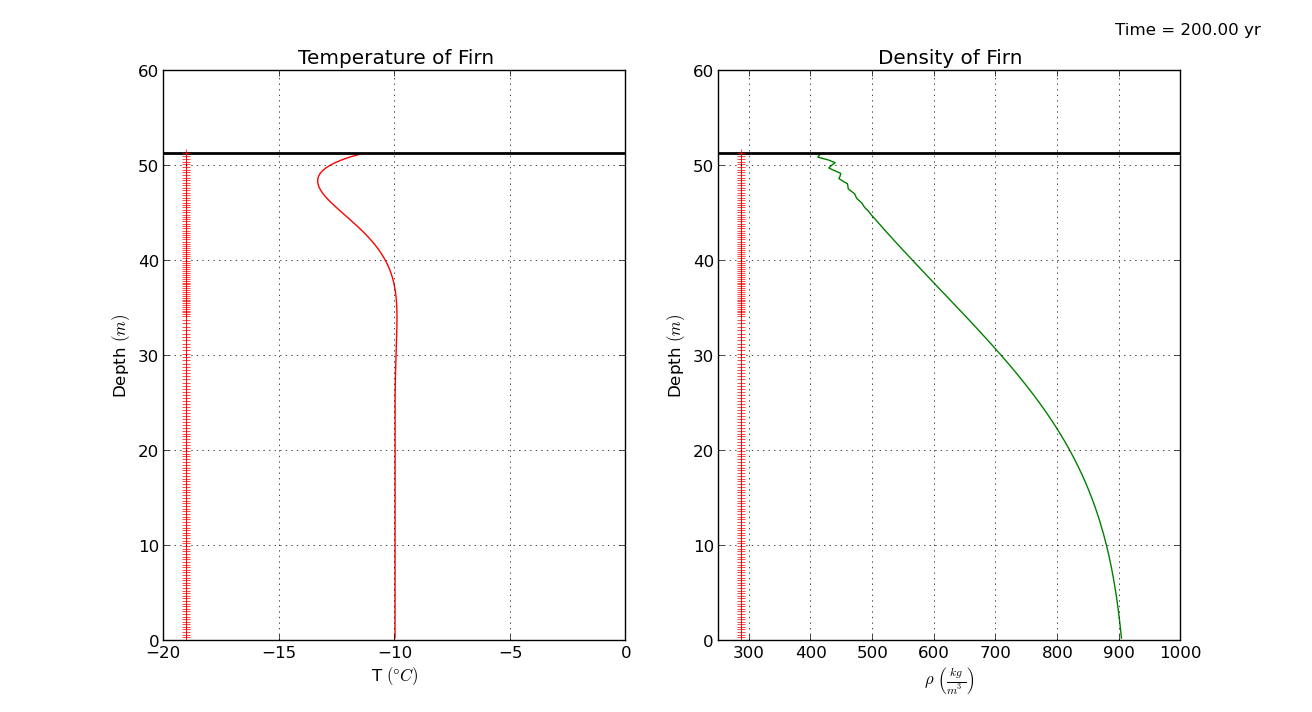 Time = 200.00 yr
Temperature of Firn
Density of Firn
60
50
40
30
20
10
0
Depth (m)
−20 −15 −10 −5 0
T (°C)
60
50
40
30
20
10
0
Depth (m)
300 400 500 600 700 800 900 1000
ρ (kg/m³)